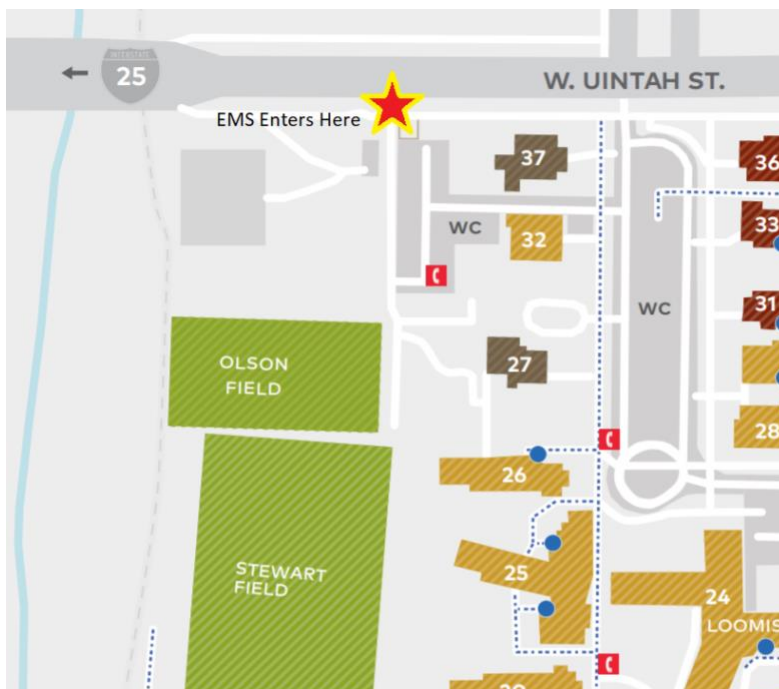 INTERSTATE
25
W. UINTAH ST.
EMS Enters Here
37
36
WC
32
33
WC
31
OLSON
FIELD
27
28
26
STEWART
FIELD
25
24
LOOMIS